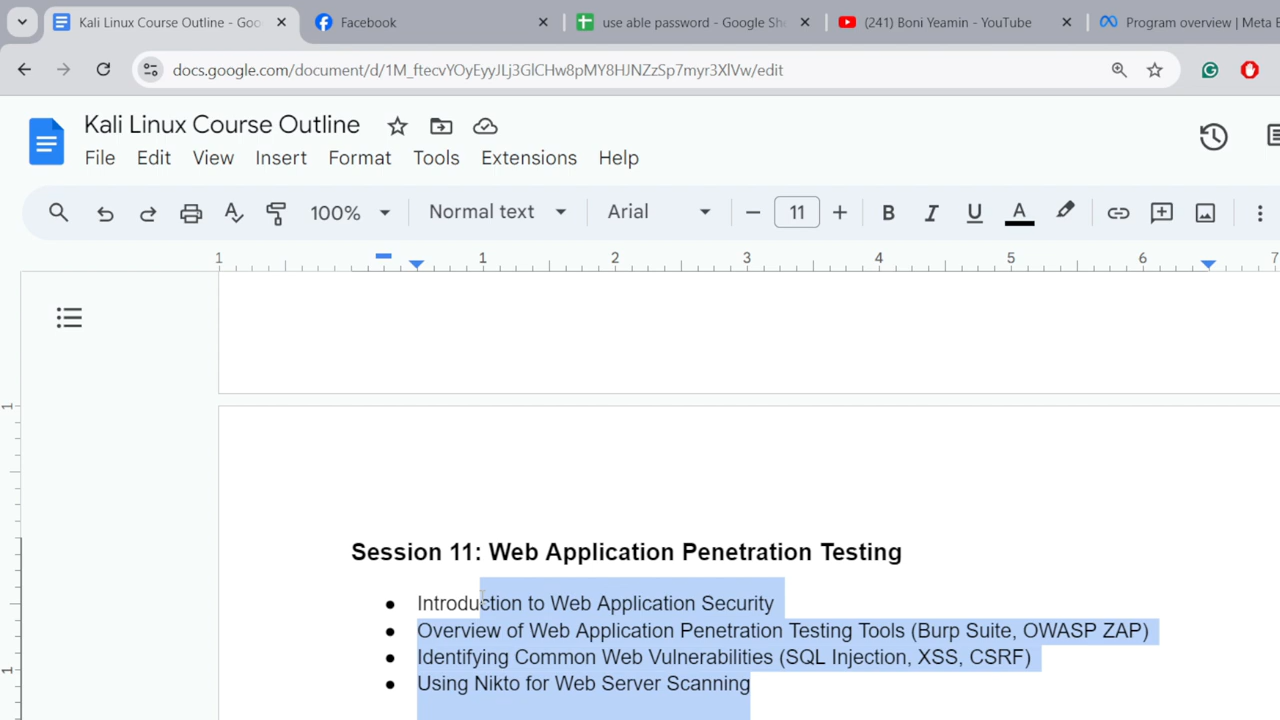 Kali Linux Course Outline - Goo
Facebook
use able password - Google She
(241) Boni Yeamin - YouTube
Program overview | Meta B
docs.google.com/document/d/1M_ftecvYOyEyyJLj3GlCHw8pMY8HJNZzSp7myr3XlVw/edit
Kali Linux Course Outline
File Edit View Insert Format Tools Extensions Help
100% Normal text Arial 11 B I U A
1 1 2 3 4 5 6 7
1
Session 11: Web Application Penetration Testing
● Introduction to Web Application Security
● Overview of Web Application Penetration Testing Tools (Burp Suite, OWASP ZAP)
● Identifying Common Web Vulnerabilities (SQL Injection, XSS, CSRF)
1
● Using Nikto for Web Server Scanning